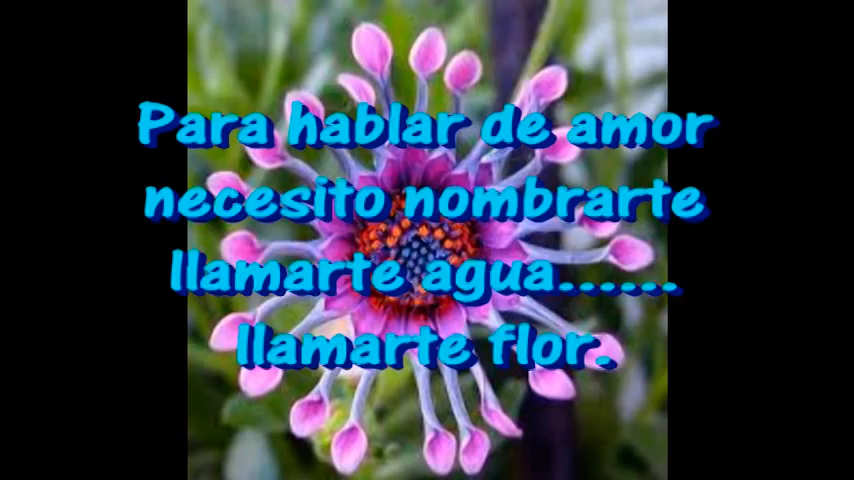 Para hablar de amor
necesito nombrarte
llamarte agua......
llamarte flor.